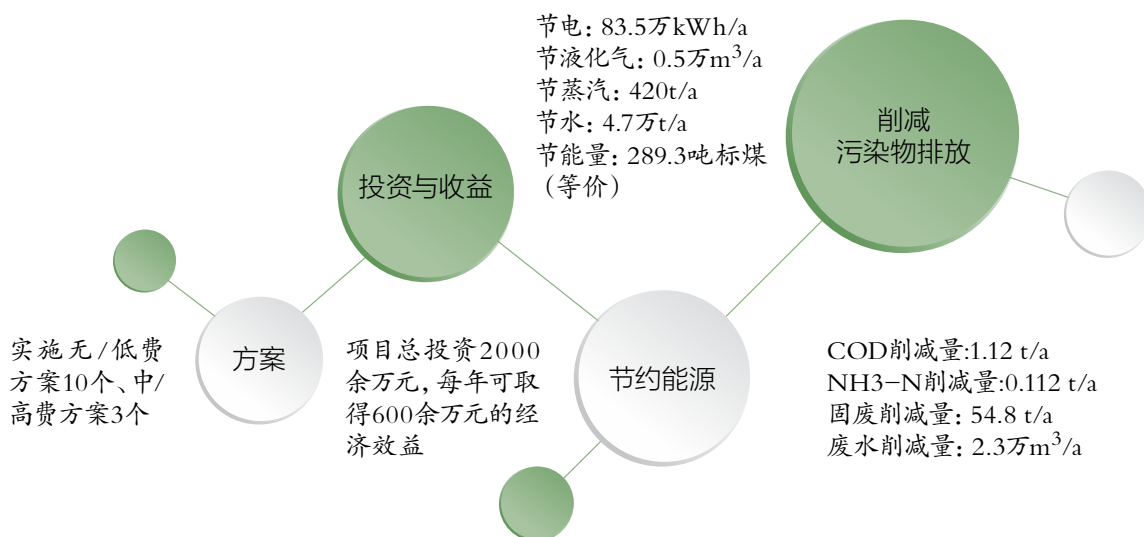 方案
实施无/低费
方案10个、中/
高费方案3个
投资与收益
项目总投资2000
余万元，每年可取
得600余万元的经
济效益
节约能源
节电：83.5万kWh/a
节液化气：0.5万m³/a
节蒸汽：420t/a
节水：4.7万t/a
节能量：289.3吨标煤
（等价）
削减
污染物排放
COD削减量:1.12 t/a
NH3-N削减量:0.112 t/a
固废削减量：54.8 t/a
废水削减量：2.3万m³/a